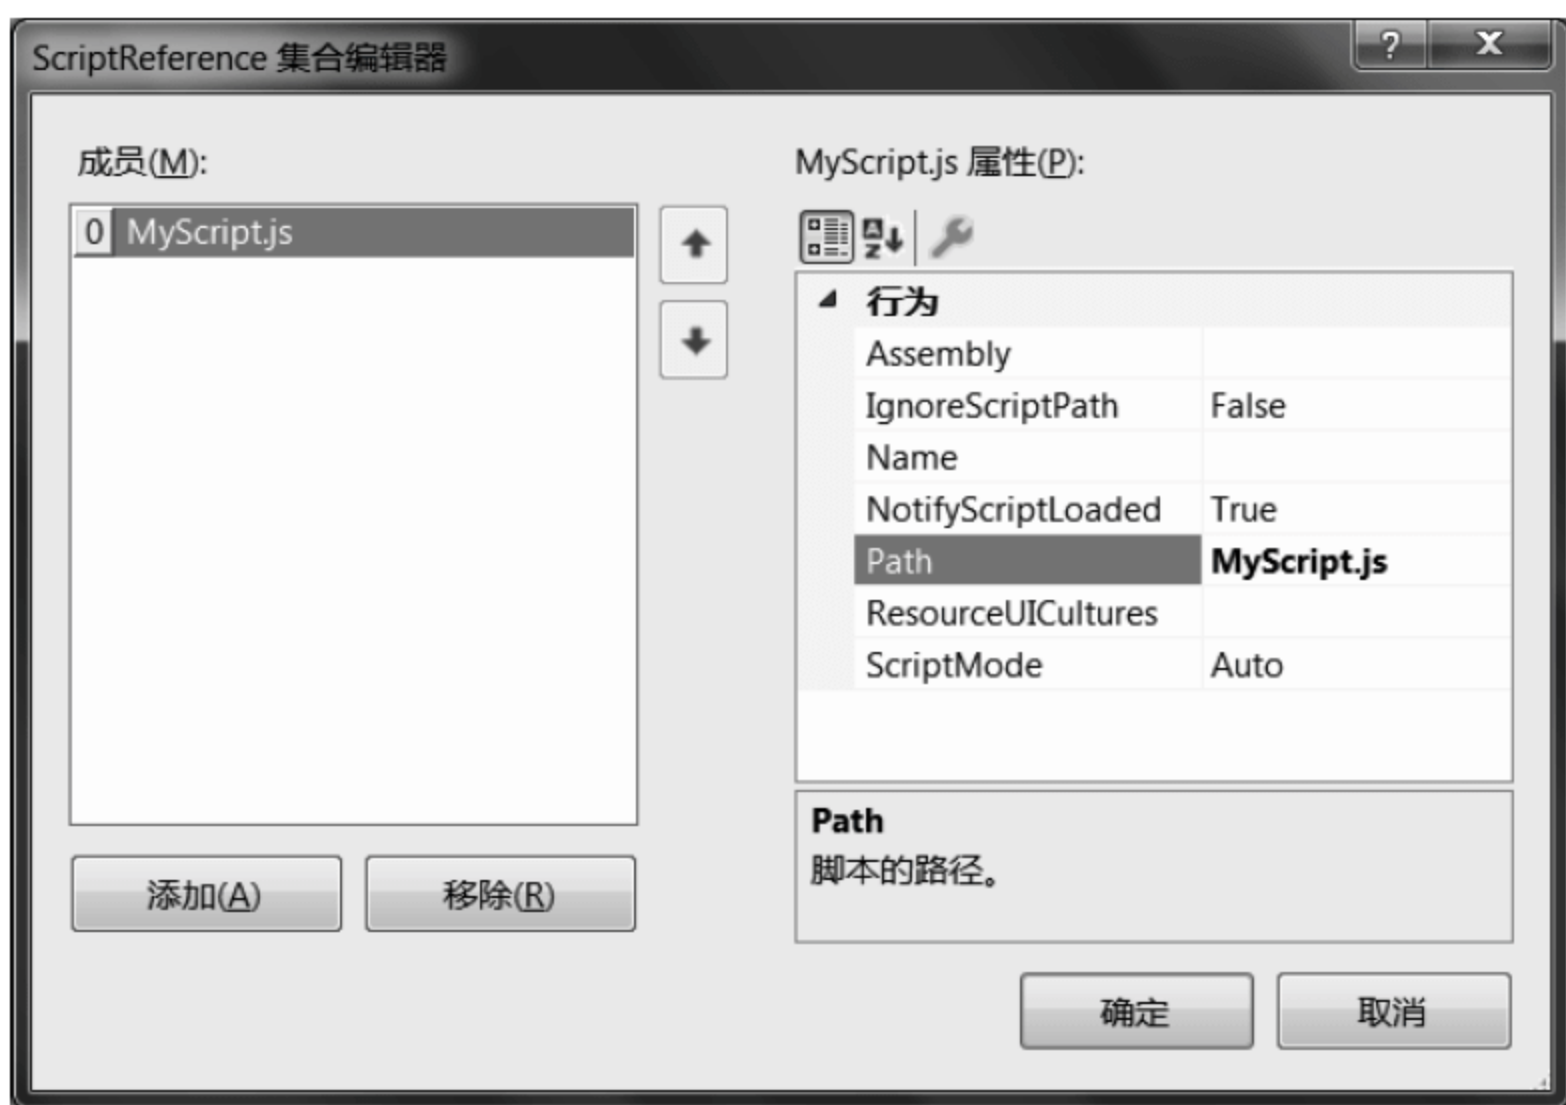 ScriptReference 集合编辑器
成员(M):
0 MyScript.js
添加(A)
移除(R)
MyScript.js 属性(P):
行为
Assembly
IgnoreScriptPath False
Name
NotifyScriptLoaded True
Path MyScript.js
ResourceUICultures
ScriptMode Auto
Path
脚本的路径。
确定
取消